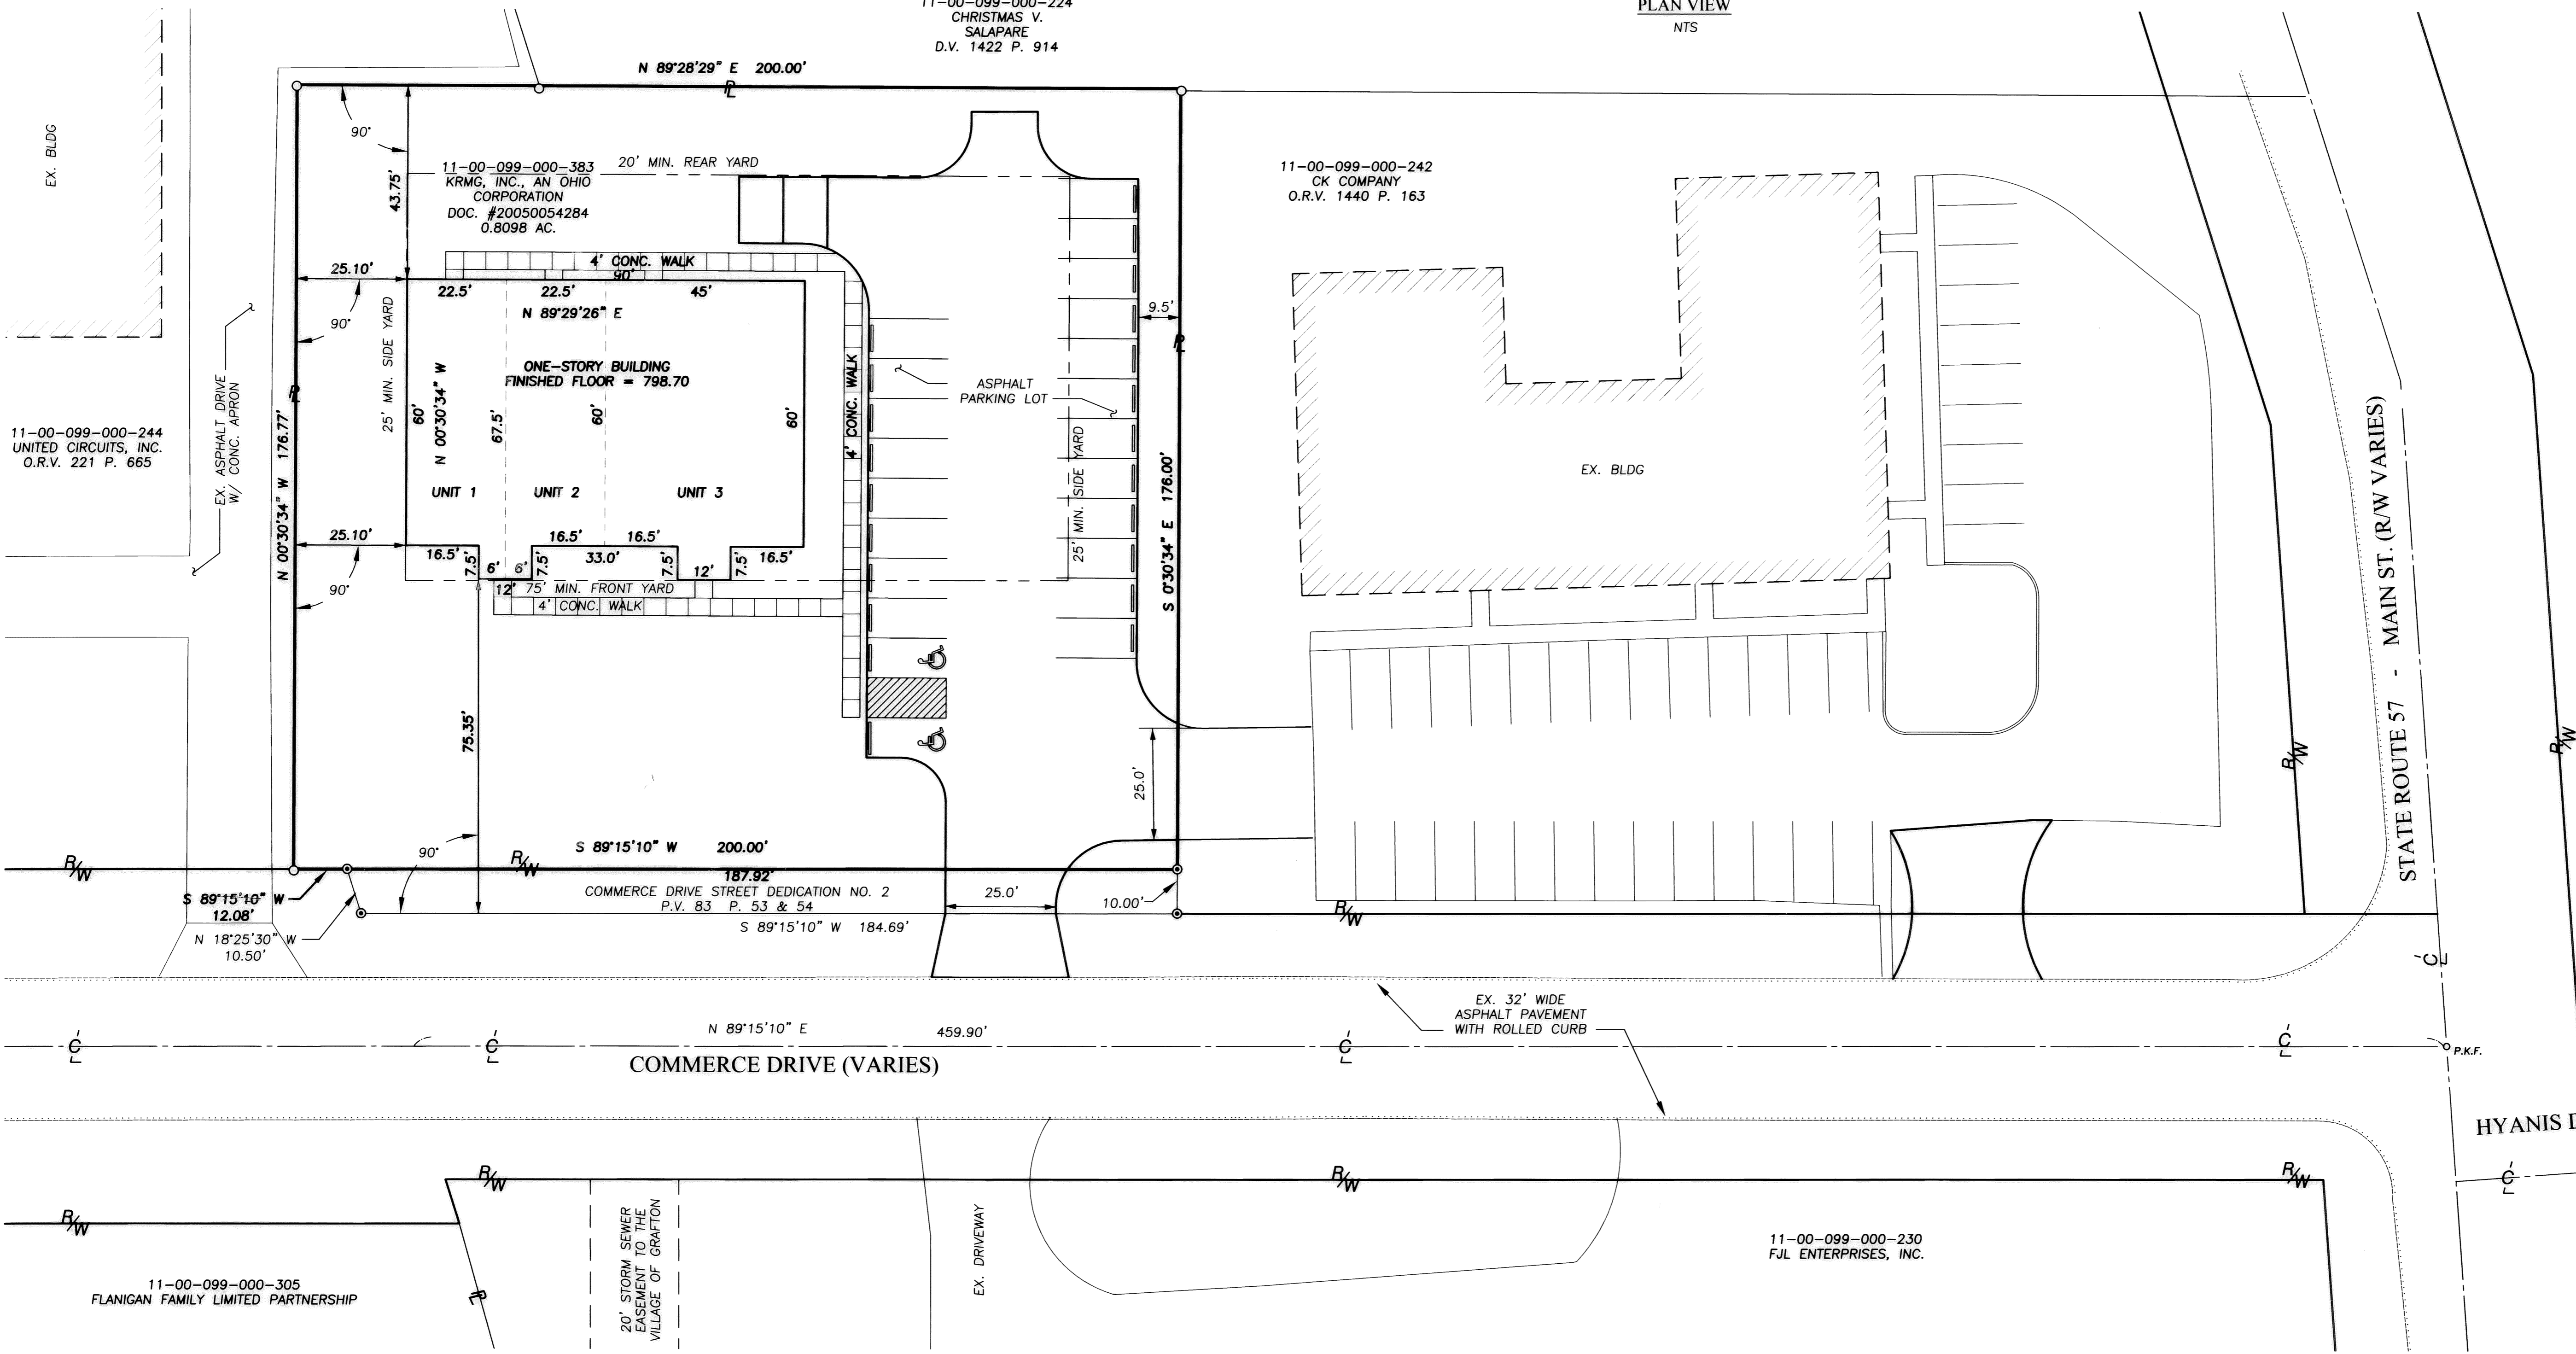 11-00-099-000-224
CHRISTMAS V.
SALAPARE
D.V. 1422 P. 914
PLAN VIEW
NTS
N 89°28'29" E 200.00'
PL
EX. BLDG
90°
43.75'
11-00-099-000-383
KRMG, INC., AN OHIO
CORPORATION
DOC. #20050054284
0.8098 AC.
20' MIN. REAR YARD
11-00-099-000-242
CK COMPANY
O.R.V. 1440 P. 163
4' CONC. WALK
90°
25.10'
22.5'
22.5'
45'
N 89°29'26" E
90°
9.5'
PL
25' MIN. SIDE YARD
N 00°30'34" W
ONE-STORY BUILDING
FINISHED FLOOR = 798.70
4' CONC. WALK
ASPHALT
PARKING LOT
60'
67.5'
60'
60'
PL
N 00°30'34" W 176.77'
EX. ASPHALT DRIVE
W/ CONC. APRON
11-00-099-000-244
UNITED CIRCUITS, INC.
O.R.V. 221 P. 665
UNIT 1
UNIT 2
UNIT 3
25' MIN. SIDE YARD
S 0°30'34" E 176.00'
EX. BLDG
STATE ROUTE 57 - MAIN ST. (R/W VARIES)
25.10'
16.5'
7.5'
6'
6'
7.5'
16.5'
16.5'
33.0'
7.5'
12'
7.5'
16.5'
90°
12'
75' MIN. FRONT YARD
4' CONC. WALK
75.35'
25.0'
R/W
R/W
90°
S 89°15'10" W 200.00'
R/W
R/W
187.92'
S 89°15'10" W
12.08'
COMMERCE DRIVE STREET DEDICATION NO. 2
P.V. 83 P. 53 & 54
25.0'
10.00'
R/W
S 89°15'10" W 184.69'
N 18°25'30" W
10.50'
CL
EX. 32' WIDE
ASPHALT PAVEMENT
WITH ROLLED CURB
N 89°15'10" E 459.90'
CL
CL
CL
CL
P.K.F.
COMMERCE DRIVE (VARIES)
HYANIS D
R/W
R/W
R/W
CL
R/W
20' STORM SEWER
EASEMENT TO THE
VILLAGE OF GRAFTON
EX. DRIVEWAY
11-00-099-000-230
FJL ENTERPRISES, INC.
11-00-099-000-305
FLANIGAN FAMILY LIMITED PARTNERSHIP
PL